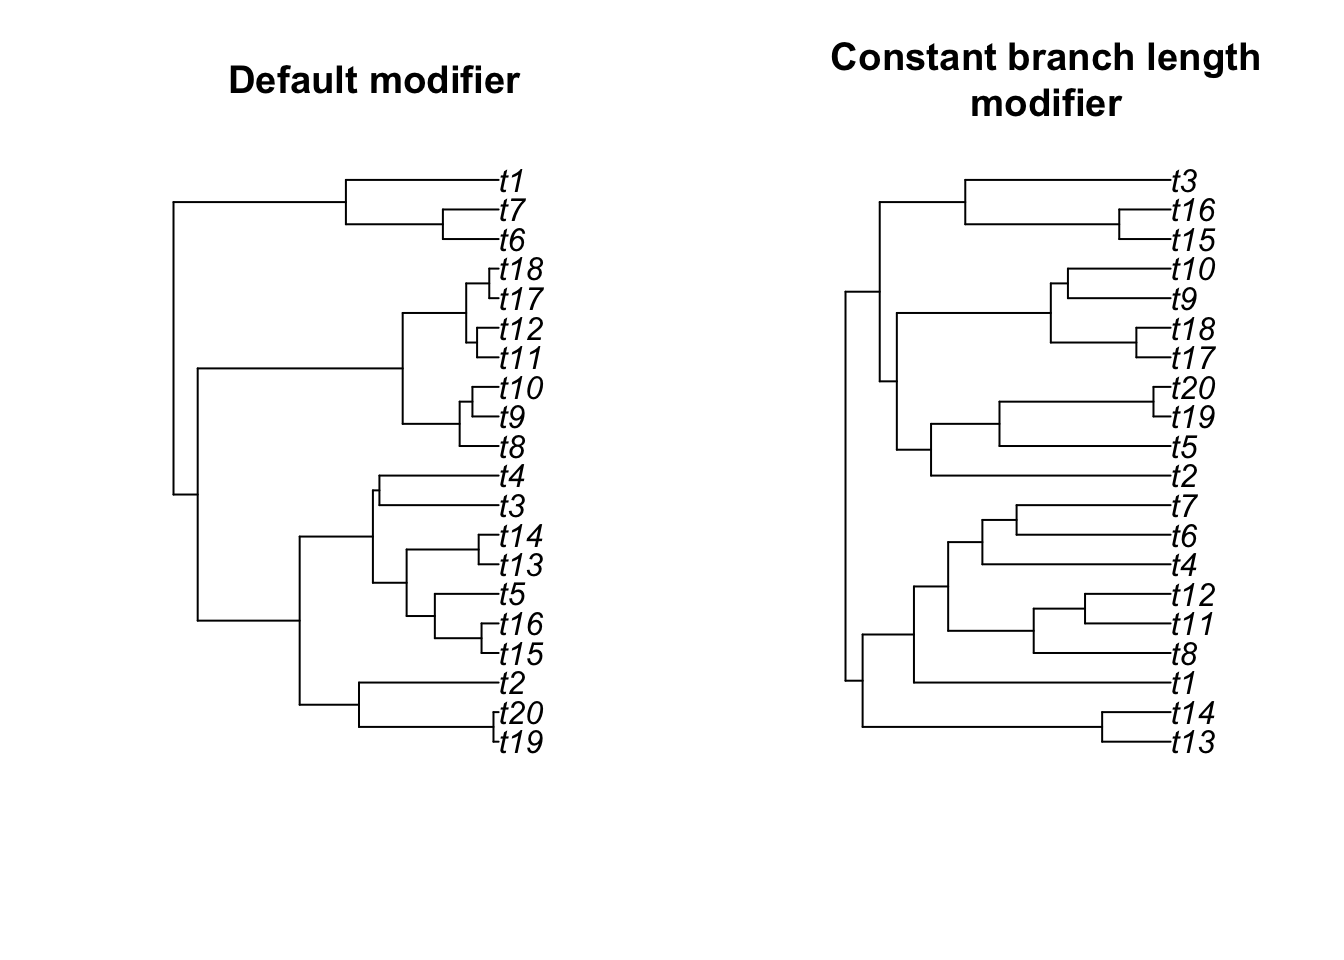 Default modifier
t1
t7
t6
t18
t17
t12
t11
t10
t9
t8
t4
t3
t14
t13
t5
t16
t15
t2
t20
t19
Constant branch length
modifier
t3
t16
t15
t10
t9
t18
t17
t20
t19
t5
t2
t7
t6
t4
t12
t11
t8
t1
t14
t13